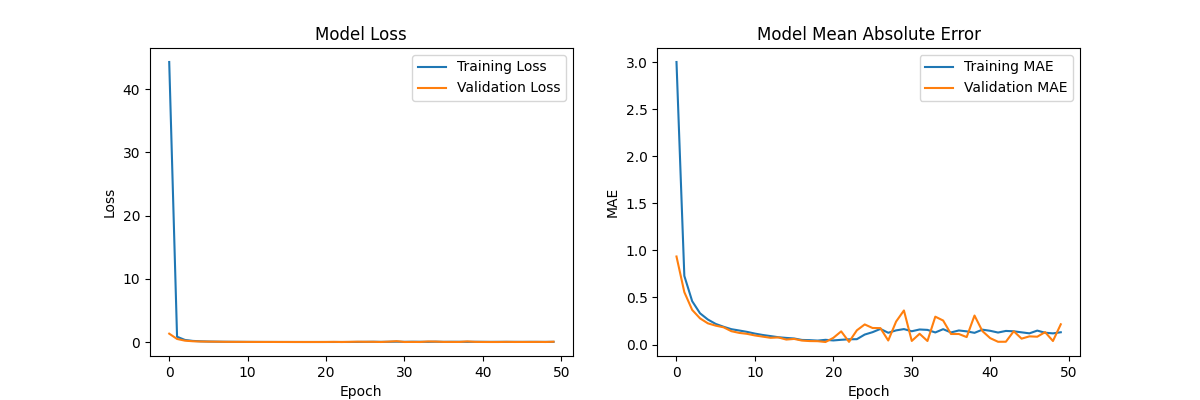 Model Loss
Training Loss
Validation Loss
40
30
20
10
0
Loss
0
10
20
30
40
50
Epoch
Model Mean Absolute Error
Training MAE
Validation MAE
3.0
2.5
2.0
1.5
1.0
0.5
0.0
MAE
0
10
20
30
40
50
Epoch